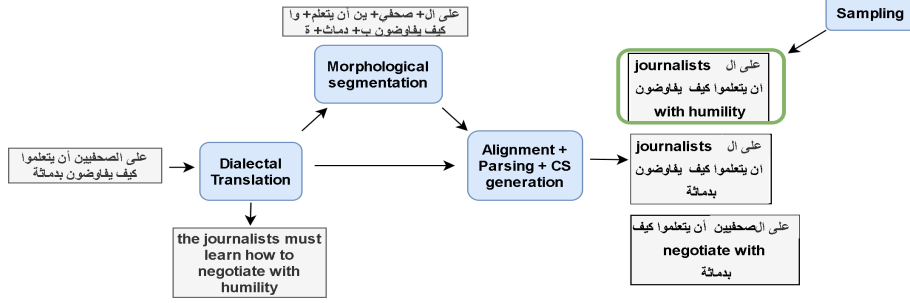 على الصحفيين أن يتعلموا
كيف يفاوضون بدماثة
Dialectal
Translation
the journalists must
learn how to
negotiate with
humility
على ال+ صحفي+ ين أن يتعلم+ وا
كيف يفاوضون ب+ دماث+ ة
Morphological
segmentation
Alignment +
Parsing + CS
generation
Sampling
على ال journalists
ان يتعلموا كيف يفاوضون
with humility
على ال journalists
ان يتعلموا كيف يفاوضون
بدماثة
على الصحفيين أن يتعلموا كيف
negotiate with
بدماثة